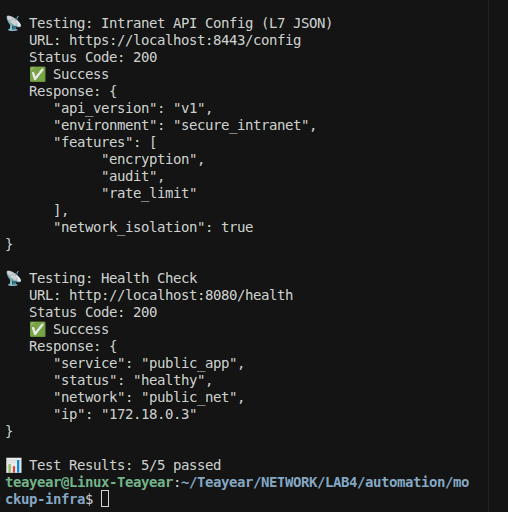 📡 Testing: Intranet API Config (L7 JSON)
   URL: https://localhost:8443/config
   Status Code: 200
   ✅ Success
   Response: {
      "api_version": "v1",
      "environment": "secure_intranet",
      "features": [
            "encryption",
            "audit",
            "rate_limit"
      ],
      "network_isolation": true
}

📡 Testing: Health Check
   URL: http://localhost:8080/health
   Status Code: 200
   ✅ Success
   Response: {
      "service": "public_app",
      "status": "healthy",
      "network": "public_net",
      "ip": "172.18.0.3"
}

📊 Test Results: 5/5 passed
teayear@Linux-Teayear:~/Teayear/NETWORK/LAB4/automation/mo
ckup-infra$